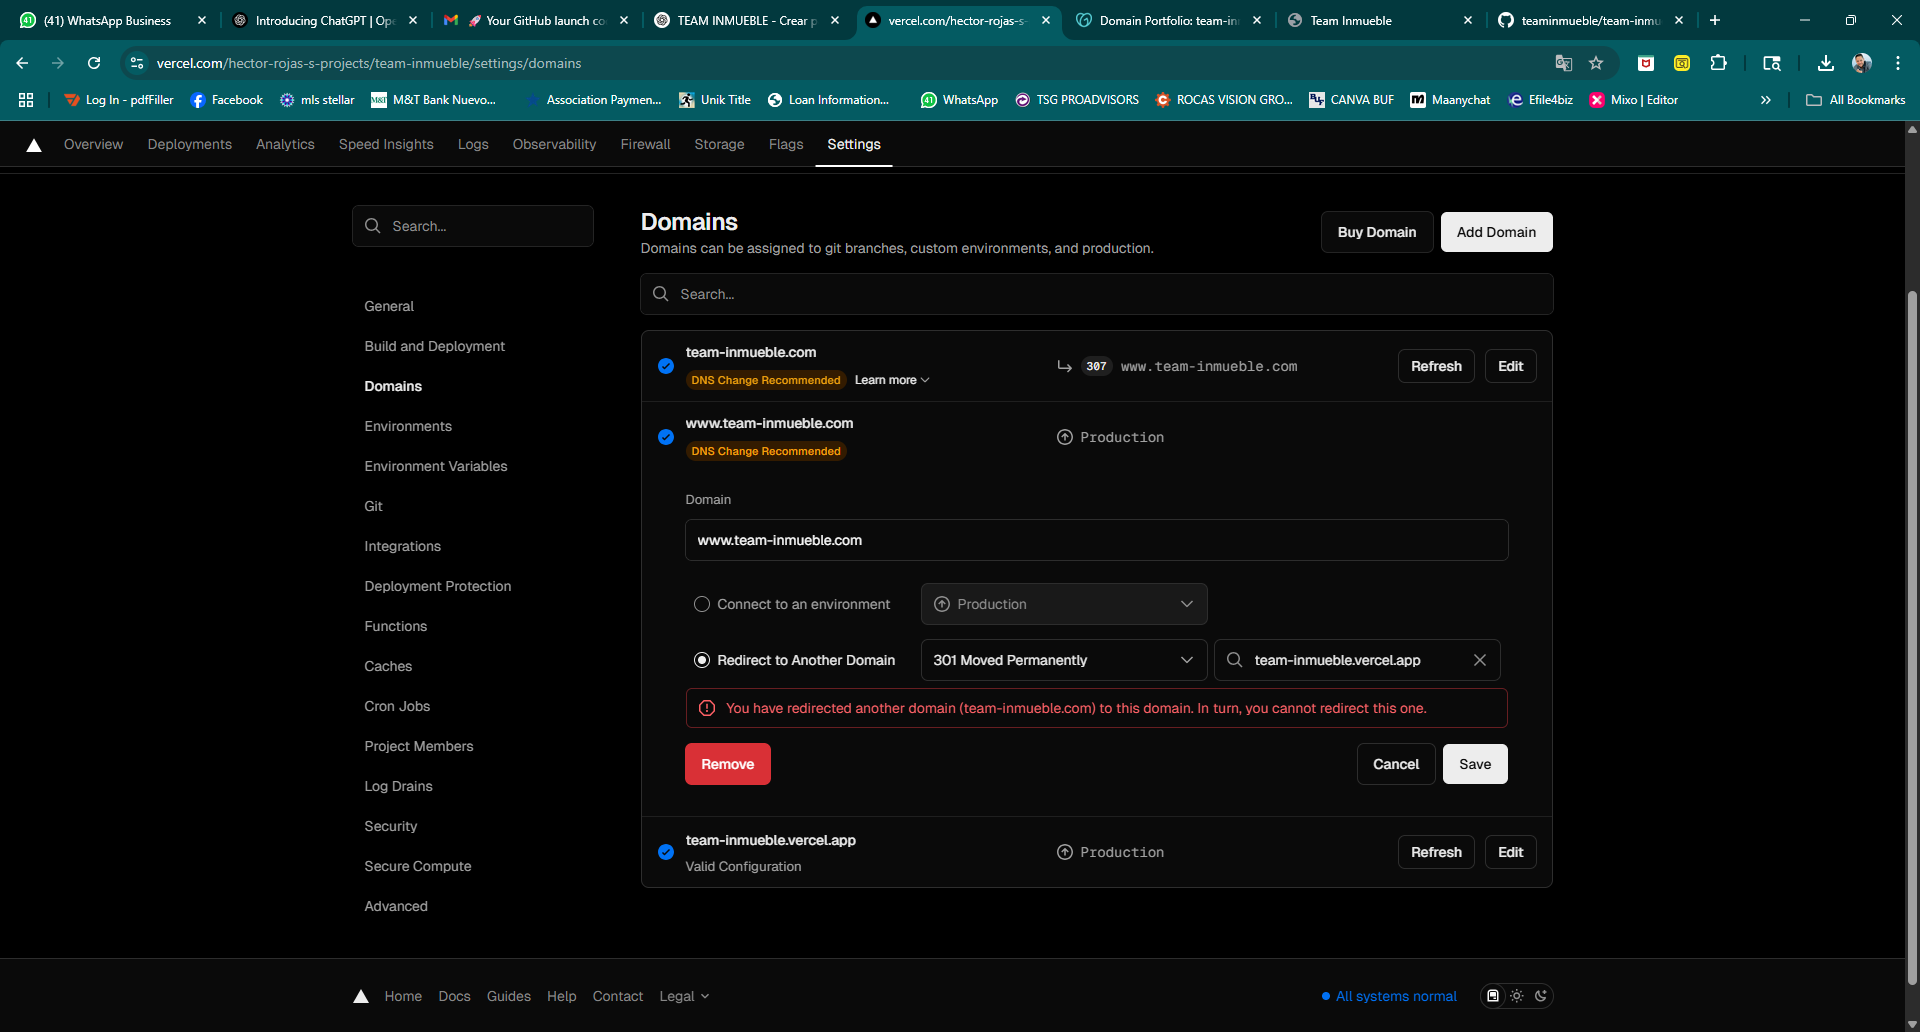 (41) WhatsApp Business
Introducing ChatGPT | Ope
🚀 Your GitHub launch co
TEAM INMUEBLE - Crear p
vercel.com/hector-rojas-s-
Domain Portfolio: team-in
Team Inmueble
teaminmueble/team-inmu
vercel.com/hector-rojas-s-projects/team-inmueble/settings/domains
Log In - pdfFiller
Facebook
mls stellar
M&T Bank Nuevo...
Association Paymen...
Unik Title
Loan Information...
WhatsApp
TSG PROADVISORS
ROCAS VISION GRO...
CANVA BUF
Maanychat
Efile4biz
Mixo | Editor
All Bookmarks
Overview
Deployments
Analytics
Speed Insights
Logs
Observability
Firewall
Storage
Flags
Settings
Search...
General
Build and Deployment
Domains
Environments
Environment Variables
Git
Integrations
Deployment Protection
Functions
Caches
Cron Jobs
Project Members
Log Drains
Security
Secure Compute
Advanced
Domains
Domains can be assigned to git branches, custom environments, and production.
Buy Domain
Add Domain
Search...
team-inmueble.com
DNS Change Recommended
Learn more
307 www.team-inmueble.com
Refresh
Edit
www.team-inmueble.com
DNS Change Recommended
Production
Domain
www.team-inmueble.com
Connect to an environment
Production
Redirect to Another Domain
301 Moved Permanently
team-inmueble.vercel.app
You have redirected another domain (team-inmueble.com) to this domain. In turn, you cannot redirect this one.
Remove
Cancel
Save
team-inmueble.vercel.app
Valid Configuration
Production
Refresh
Edit
Home
Docs
Guides
Help
Contact
Legal
All systems normal